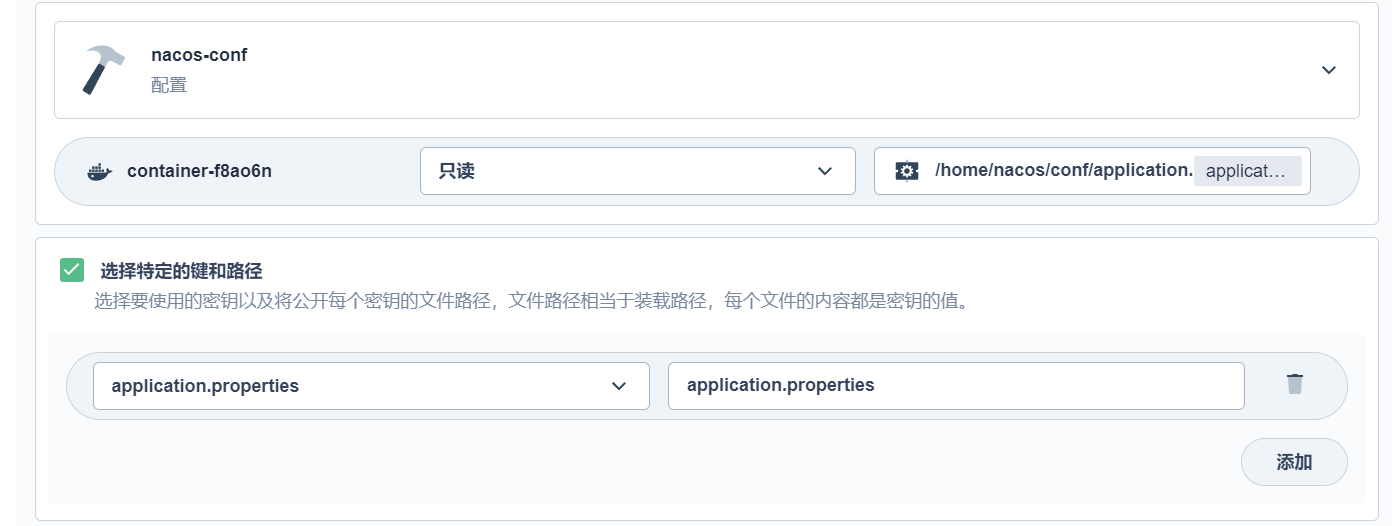 nacos-conf
配置
container-f8ao6n 只读 /home/nacos/conf/application. applicat...
选择特定的键和路径
选择要使用的密钥以及将公开每个密钥的文件路径，文件路径相当于装载路径，每个文件的内容都是密钥的值。
application.properties application.properties
添加